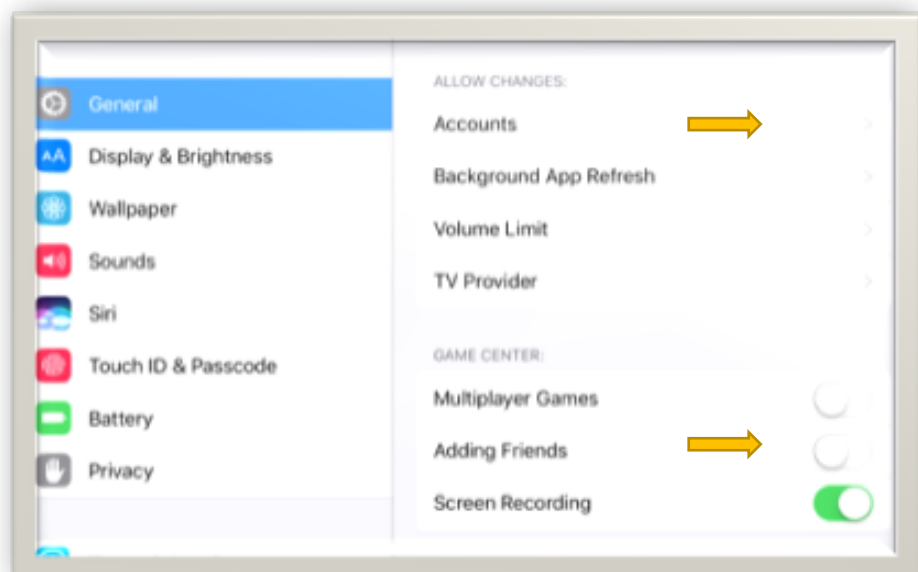 General
Display & Brightness
Wallpaper
Sounds
Siri
Touch ID & Passcode
Battery
Privacy
ALLOW CHANGES:
Accounts
Background App Refresh
Volume Limit
TV Provider
GAME CENTER:
Multiplayer Games
Adding Friends
Screen Recording